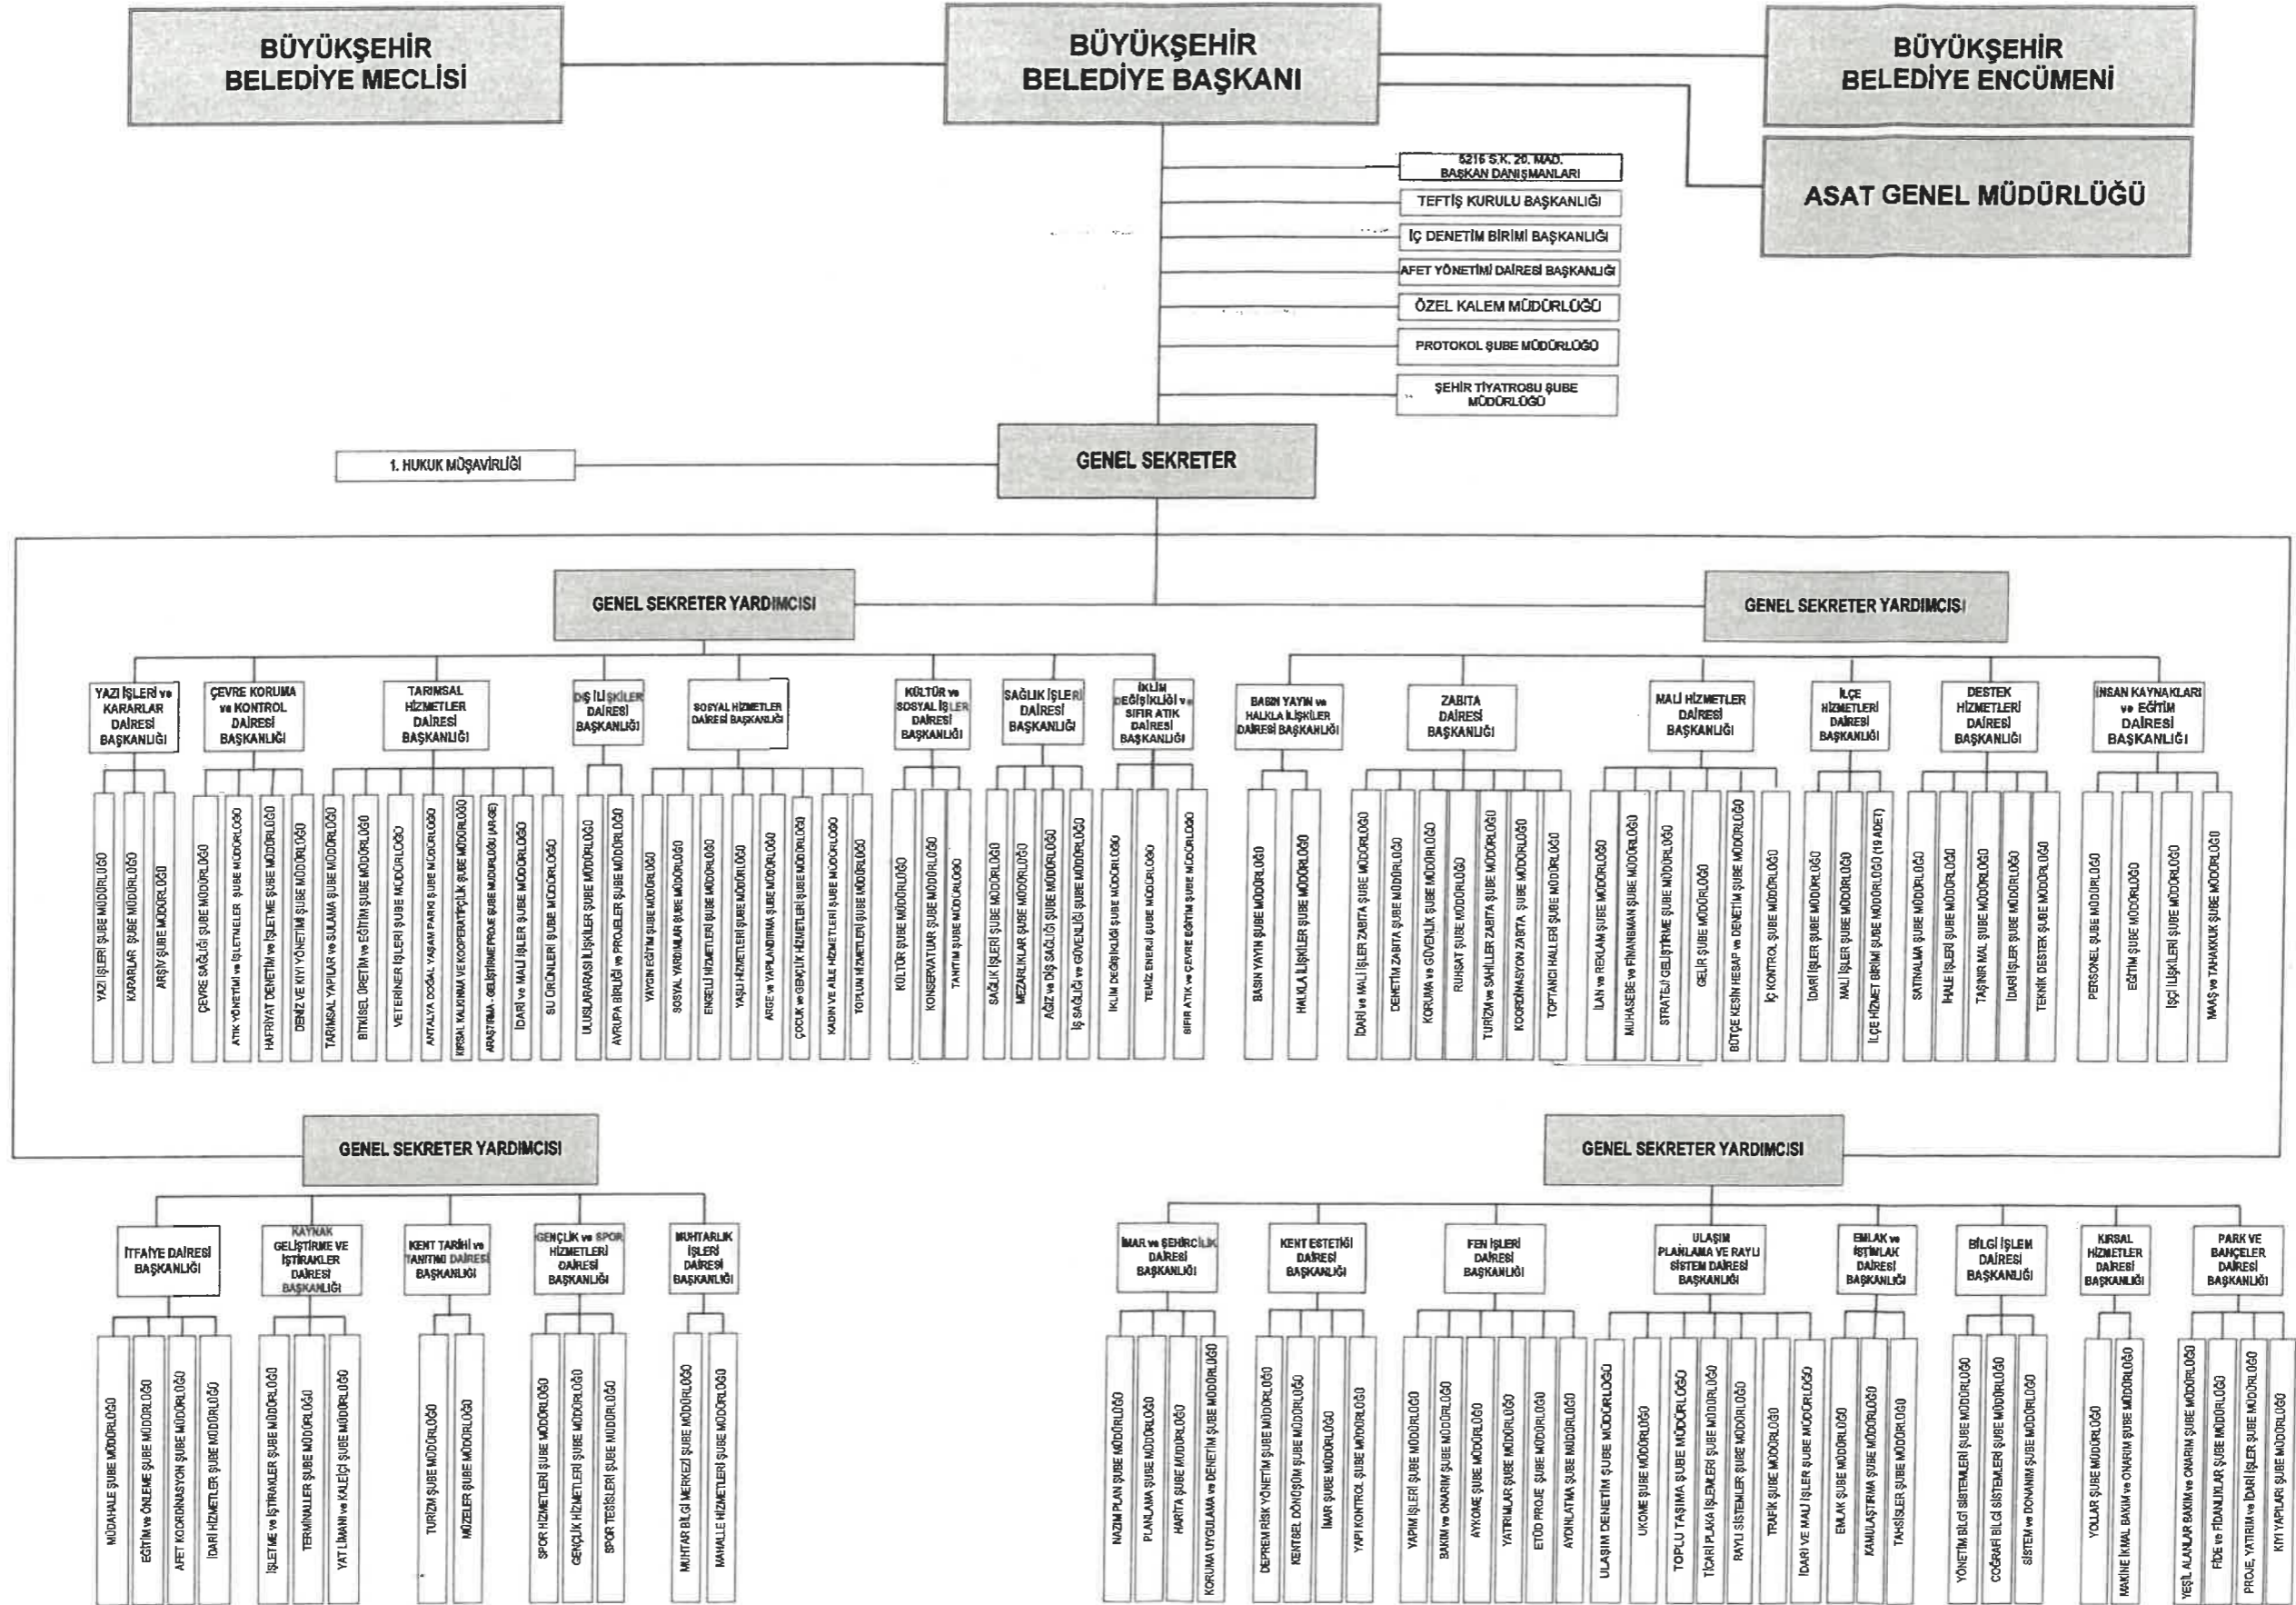 BÜYÜKŞEHİR
BELEDİYE MECLİSİ
BÜYÜKŞEHİR
BELEDİYE BAŞKANI
BÜYÜKŞEHİR
BELEDİYE ENCÜMENİ
ASAT GENEL MÜDÜRLÜĞÜ
5216 S.K. 20. MAD.
BAŞKAN DANIŞMANLARI
TEFTİŞ KURULU BAŞKANLIĞI
İÇ DENETİM BİRİMİ BAŞKANLIĞI
AFET YÖNETİMİ DAİRESİ BAŞKANLIĞI
ÖZEL KALEM MÜDÜRLÜĞÜ
PROTOKOL ŞUBE MÜDÜRLÜĞÜ
ŞEHİR TİYATROSU ŞUBE
MÜDÜRLÜĞÜ
1. HUKUK MÜŞAVİRLİĞİ
GENEL SEKRETER
GENEL SEKRETER YARDIMCISI
GENEL SEKRETER YARDIMCISI
YAZI İŞLERİ ve
KARARLAR
DAİRESİ
BAŞKANLIĞI
ÇEVRE KORUMA
ve KONTROL
DAİRESİ
BAŞKANLIĞI
TARIMSAL
HİZMETLER
DAİRESİ
BAŞKANLIĞI
DIŞ İLİŞKİLER
DAİRESİ
BAŞKANLIĞI
SOSYAL HİZMETLER
DAİRESİ BAŞKANLIĞI
KÜLTÜR ve
SOSYAL İŞLER
DAİRESİ
BAŞKANLIĞI
SAĞLIK İŞLERİ
DAİRESİ
BAŞKANLIĞI
İKLİM
DEĞİŞİKLİĞİ ve
SIFIR ATIK
DAİRESİ
BAŞKANLIĞI
BASIN YAYIN ve
HALKLA İLİŞKİLER
DAİRESİ BAŞKANLIĞI
ZABITA
DAİRESİ
BAŞKANLIĞI
MALİ HİZMETLER
DAİRESİ
BAŞKANLIĞI
İLÇE
HİZMETLERİ
DAİRESİ
BAŞKANLIĞI
DESTEK
HİZMETLERİ
DAİRESİ
BAŞKANLIĞI
İNSAN KAYNAKLARI
ve EĞİTİM
DAİRESİ
BAŞKANLIĞI
YAZI İŞLERİ ŞUBE MÜDÜRLÜĞÜ
KARARLAR ŞUBE MÜDÜRLÜĞÜ
ARŞİV ŞUBE MÜDÜRLÜĞÜ
ÇEVRE SAĞLIĞI ŞUBE MÜDÜRLÜĞÜ
ATIK YÖNETİMİ ve İŞLETMELER ŞUBE MÜDÜRLÜĞÜ
HAFRİYAT DENETİM ve İŞLETME ŞUBE MÜDÜRLÜĞÜ
DENİZ VE KIYI YÖNETİMİ ŞUBE MÜDÜRLÜĞÜ
TARIMSAL YAPILAR ve SULAMA ŞUBE MÜDÜRLÜĞÜ
BİTKİSEL ÜRETİM ve EĞİTİM ŞUBE MÜDÜRLÜĞÜ
VETERİNER İŞLERİ ŞUBE MÜDÜRLÜĞÜ
ANTALYA DOĞAL YAŞAM PARKI ŞUBE MÜDÜRLÜĞÜ
KIRSAL KALKINMA VE KOOPERATİFÇİLİK ŞUBE MÜDÜRLÜĞÜ
ARAŞTIRMA - GELİŞTİRME PROJE ŞUBE MÜDÜRLÜĞÜ (AR-GE)
İDARİ ve MALİ İŞLER ŞUBE MÜDÜRLÜĞÜ
SU ÜRÜNLERİ ŞUBE MÜDÜRLÜĞÜ
ULUSLARARASI İLİŞKİLER ŞUBE MÜDÜRLÜĞÜ
AVRUPA BİRLİĞİ ve PROJELER ŞUBE MÜDÜRLÜĞÜ
YAYGIN EĞİTİM ŞUBE MÜDÜRLÜĞÜ
SOSYAL YARDIMLAR ŞUBE MÜDÜRLÜĞÜ
ENGELLİ HİZMETLERİ ŞUBE MÜDÜRLÜĞÜ
YAŞLI HİZMETLERİ ŞUBE MÜDÜRLÜĞÜ
ARGE ve YAPILANDIRMA ŞUBE MÜDÜRLÜĞÜ
ÇOCUK ve GENÇLİK HİZMETLERİ ŞUBE MÜDÜRLÜĞÜ
KADIN VE AİLE HİZMETLERİ ŞUBE MÜDÜRLÜĞÜ
TOPLUM HİZMETLERİ ŞUBE MÜDÜRLÜĞÜ
KÜLTÜR ŞUBE MÜDÜRLÜĞÜ
KONSERVATUAR ŞUBE MÜDÜRLÜĞÜ
TANITIM ŞUBE MÜDÜRLÜĞÜ
SAĞLIK İŞLERİ ŞUBE MÜDÜRLÜĞÜ
MEZARLIKLAR ŞUBE MÜDÜRLÜĞÜ
AĞIZ ve DİŞ SAĞLIĞI ŞUBE MÜDÜRLÜĞÜ
İŞ SAĞLIĞI ve GÜVENLİĞİ ŞUBE MÜDÜRLÜĞÜ
İKLİM DEĞİŞİKLİĞİ ŞUBE MÜDÜRLÜĞÜ
TEMİZ ENERJİ ŞUBE MÜDÜRLÜĞÜ
SIFIR ATIK ve ÇEVRE EĞİTİM ŞUBE MÜDÜRLÜĞÜ
BASIN YAYIN ŞUBE MÜDÜRLÜĞÜ
HALKLA İLİŞKİLER ŞUBE MÜDÜRLÜĞÜ
İDARİ ve MALİ İŞLER ZABITA ŞUBE MÜDÜRLÜĞÜ
DENETİM ZABITA ŞUBE MÜDÜRLÜĞÜ
KORUMA ve GÜVENLİK ŞUBE MÜDÜRLÜĞÜ
RUHSAT ŞUBE MÜDÜRLÜĞÜ
TURİZM ve SAHİLLER ZABITA ŞUBE MÜDÜRLÜĞÜ
KOORDİNASYON ZABITA ŞUBE MÜDÜRLÜĞÜ
TOPTANCI HALLERİ ŞUBE MÜDÜRLÜĞÜ
İLAN ve REKLAM ŞUBE MÜDÜRLÜĞÜ
MUHASEBE ve FİNANSMAN ŞUBE MÜDÜRLÜĞÜ
STRATEJİ GELİŞTİRME ŞUBE MÜDÜRLÜĞÜ
GELİR ŞUBE MÜDÜRLÜĞÜ
BÜTÇE KESİN HESAP ve DENETİM ŞUBE MÜDÜRLÜĞÜ
İÇ KONTROL ŞUBE MÜDÜRLÜĞÜ
İDARİ İŞLER ŞUBE MÜDÜRLÜĞÜ
MALİ İŞLER ŞUBE MÜDÜRLÜĞÜ
İLÇE HİZMET BİRİMİ ŞUBE MÜDÜRLÜĞÜ (19 ADET)
SATINALMA ŞUBE MÜDÜRLÜĞÜ
İHALE İŞLERİ ŞUBE MÜDÜRLÜĞÜ
TAŞINIR MAL ŞUBE MÜDÜRLÜĞÜ
İDARİ İŞLER ŞUBE MÜDÜRLÜĞÜ
TEKNİK DESTEK ŞUBE MÜDÜRLÜĞÜ
PERSONEL ŞUBE MÜDÜRLÜĞÜ
EĞİTİM ŞUBE MÜDÜRLÜĞÜ
İŞÇİ İLİŞKİLERİ ŞUBE MÜDÜRLÜĞÜ
MAAŞ ve TAHAKKUK ŞUBE MÜDÜRLÜĞÜ
GENEL SEKRETER YARDIMCISI
GENEL SEKRETER YARDIMCISI
İTFAİYE DAİRESİ
BAŞKANLIĞI
KAYNAK
GELİŞTİRME VE
İŞTİRAKLER
DAİRESİ
BAŞKANLIĞI
KENT TARİHİ ve
TANITIMI DAİRESİ
BAŞKANLIĞI
GENÇLİK ve SPOR
HİZMETLERİ
DAİRESİ
BAŞKANLIĞI
MUHTARLIK
İŞLERİ
DAİRESİ
BAŞKANLIĞI
İMAR ve ŞEHİRCİLİK
DAİRESİ
BAŞKANLIĞI
KENT ESTETİĞİ
DAİRESİ
BAŞKANLIĞI
FEN İŞLERİ
DAİRESİ
BAŞKANLIĞI
ULAŞIM
PLANLAMA VE RAYLI
SİSTEM DAİRESİ
BAŞKANLIĞI
EMLAK ve
İSTİMLAK
DAİRESİ
BAŞKANLIĞI
BİLGİ İŞLEM
DAİRESİ
BAŞKANLIĞI
KIRSAL
HİZMETLER
DAİRESİ
BAŞKANLIĞI
PARK VE
BAHÇELER
DAİRESİ
BAŞKANLIĞI
MÜDAHALE ŞUBE MÜDÜRLÜĞÜ
EĞİTİM ve ÖNLEME ŞUBE MÜDÜRLÜĞÜ
AFET KOORDİNASYON ŞUBE MÜDÜRLÜĞÜ
İDARİ HİZMETLER ŞUBE MÜDÜRLÜĞÜ
İŞLETME ve İŞTİRAKLER ŞUBE MÜDÜRLÜĞÜ
TERMİNALLER ŞUBE MÜDÜRLÜĞÜ
YAT LİMANI ve KALEİÇİ ŞUBE MÜDÜRLÜĞÜ
TURİZM ŞUBE MÜDÜRLÜĞÜ
MÜZELER ŞUBE MÜDÜRLÜĞÜ
SPOR HİZMETLERİ ŞUBE MÜDÜRLÜĞÜ
GENÇLİK HİZMETLERİ ŞUBE MÜDÜRLÜĞÜ
SPOR TESİSLERİ ŞUBE MÜDÜRLÜĞÜ
MUHTAR BİLGİ MERKEZİ ŞUBE MÜDÜRLÜĞÜ
MAHALLE HİZMETLERİ ŞUBE MÜDÜRLÜĞÜ
NAZIM PLAN ŞUBE MÜDÜRLÜĞÜ
PLANLAMA ŞUBE MÜDÜRLÜĞÜ
HARİTA ŞUBE MÜDÜRLÜĞÜ
KORUMA UYGULAMA ve DENETİM ŞUBE MÜDÜRLÜĞÜ
DEPREM RİSK YÖNETİM ŞUBE MÜDÜRLÜĞÜ
KENTSEL DÖNÜŞÜM ŞUBE MÜDÜRLÜĞÜ
İMAR ŞUBE MÜDÜRLÜĞÜ
YAPI KONTROL ŞUBE MÜDÜRLÜĞÜ
YAPIM İŞLERİ ŞUBE MÜDÜRLÜĞÜ
BAKIM ve ONARIM ŞUBE MÜDÜRLÜĞÜ
AYKOME ŞUBE MÜDÜRLÜĞÜ
YATIRIMLAR ŞUBE MÜDÜRLÜĞÜ
ETÜD PROJE ŞUBE MÜDÜRLÜĞÜ
AYDINLATMA ŞUBE MÜDÜRLÜĞÜ
ULAŞIM DENETİM ŞUBE MÜDÜRLÜĞÜ
UKOME ŞUBE MÜDÜRLÜĞÜ
TOPLU TAŞIMA ŞUBE MÜDÜRLÜĞÜ
TİCARİ PLAKA İŞLEMLERİ ŞUBE MÜDÜRLÜĞÜ
RAYLI SİSTEMLER ŞUBE MÜDÜRLÜĞÜ
TRAFİK ŞUBE MÜDÜRLÜĞÜ
İDARİ VE MALİ İŞLER ŞUBE MÜDÜRLÜĞÜ
EMLAK ŞUBE MÜDÜRLÜĞÜ
KAMULAŞTIRMA ŞUBE MÜDÜRLÜĞÜ
TAHSİSLER ŞUBE MÜDÜRLÜĞÜ
YÖNETİM BİLGİ SİSTEMLERİ ŞUBE MÜDÜRLÜĞÜ
COĞRAFİ BİLGİ SİSTEMLER ŞUBE MÜDÜRLÜĞÜ
SİSTEM ve DONANIM ŞUBE MÜDÜRLÜĞÜ
YOLLAR ŞUBE MÜDÜRLÜĞÜ
MAKİNE İKMAL BAKIM ve ONARIM ŞUBE MÜDÜRLÜĞÜ
YEŞİL ALANLAR BAKIM ve ONARIM ŞUBE MÜDÜRLÜĞÜ
FİDE ve FİDANLIKLAR ŞUBE MÜDÜRLÜĞÜ
PROJE, YATIRIM ve İDARİ İŞLER ŞUBE MÜDÜRLÜĞÜ
KIYI YAPILARI ŞUBE MÜDÜRLÜĞÜ